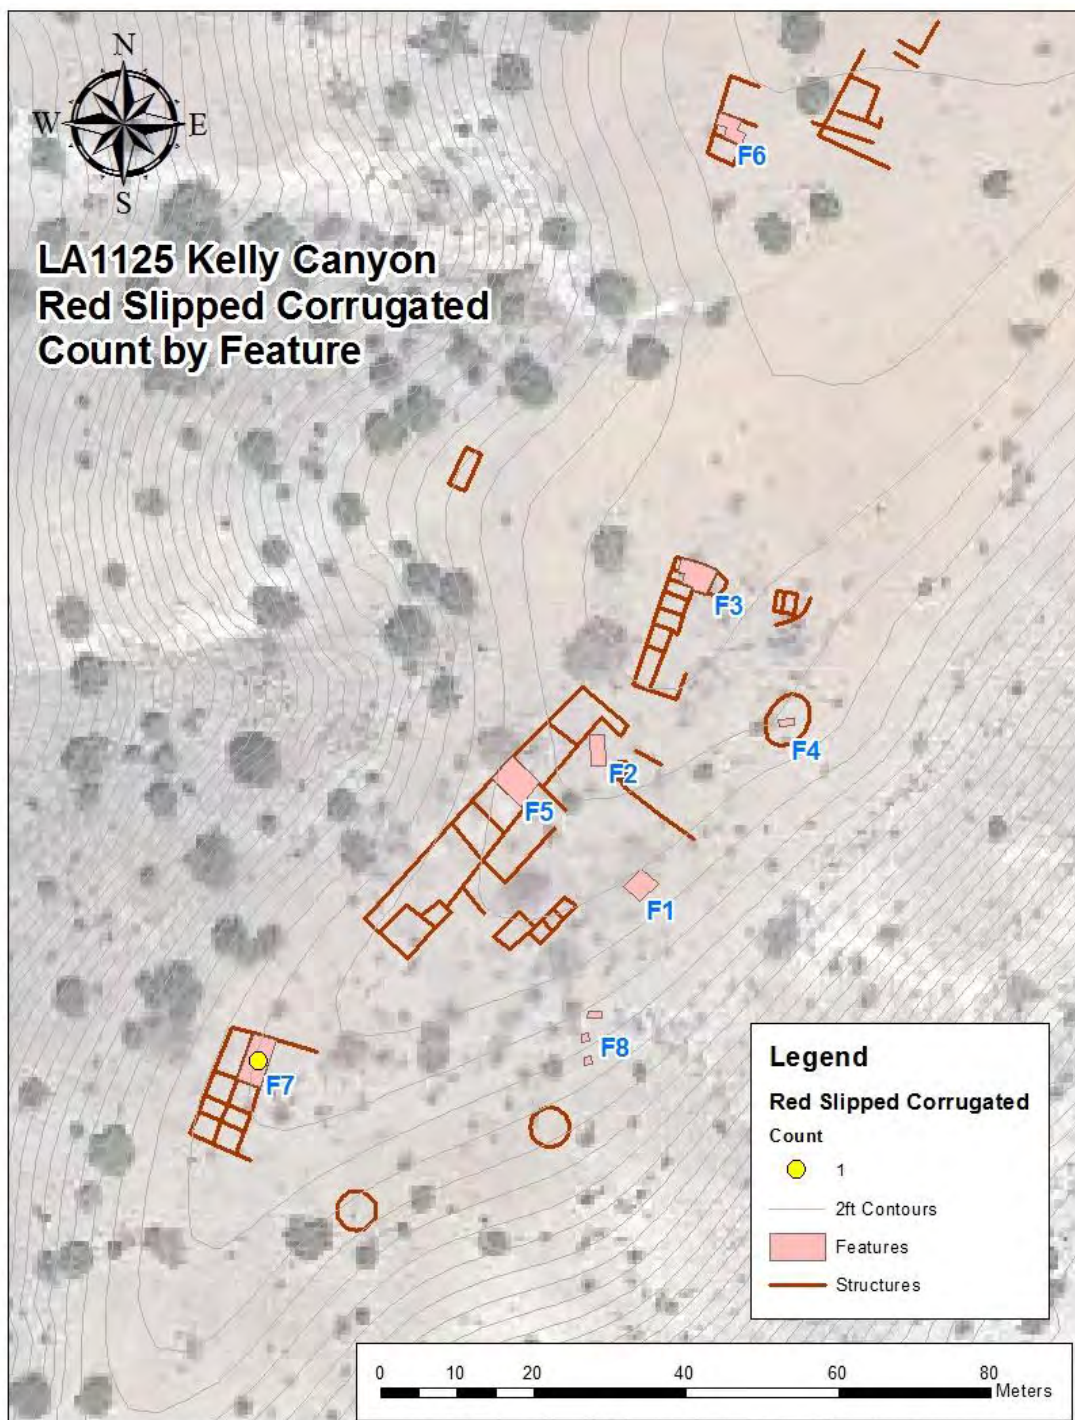 N
W E
S
LA1125 Kelly Canyon
Red Slipped Corrugated
Count by Feature
F6
F3
F4
F2
F5
F1
F8
F7
Legend
Red Slipped Corrugated
Count
1
2ft Contours
Features
Structures
0 10 20 40 60 80
Meters